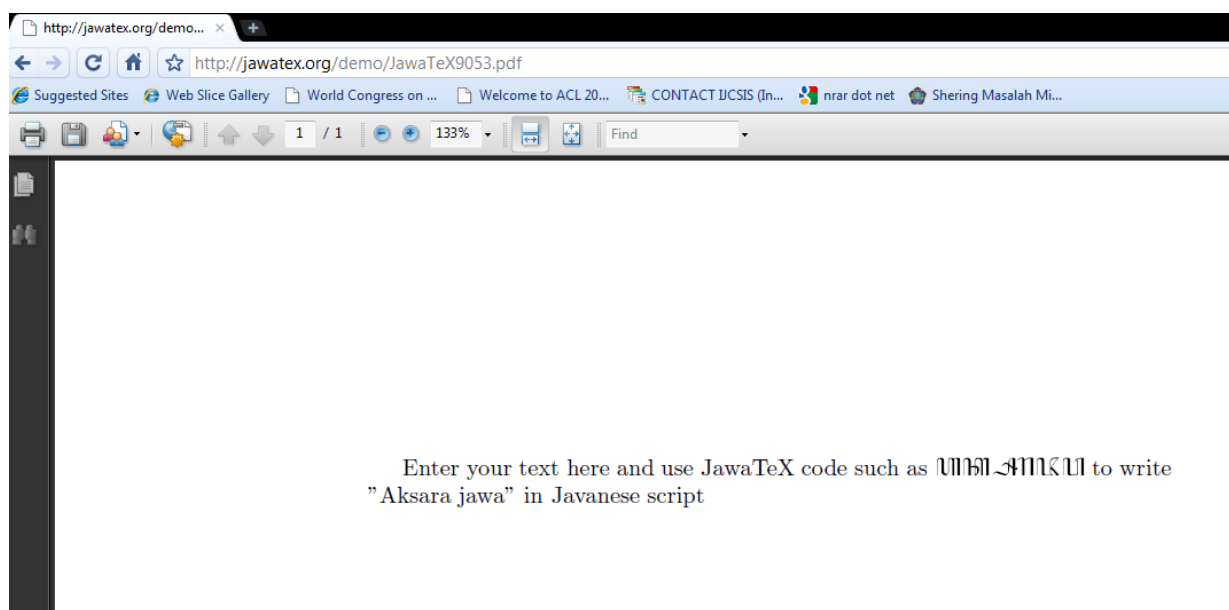 http://jawatex.org/demo...
http://jawatex.org/demo/JawaTeX9053.pdf
Suggested Sites Web Slice Gallery World Congress on ... Welcome to ACL 20... CONTACT IJCSIS (In... nrar dot net Shering Masalah Mi...
1 / 1 133% Find
Enter your text here and use JawaTeX code such as to write
”Aksara jawa” in Javanese script